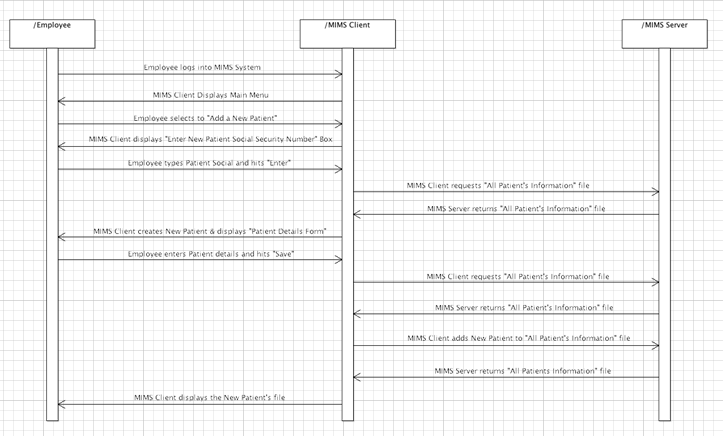 /Employee
/MIMS Client
/MIMS Server
Employee logs into MIMS System
MIMS Client Displays Main Menu
Employee selects to "Add a New Patient"
MIMS Client displays "Enter New Patient Social Security Number" Box
Employee types Patient Social and hits "Enter"
MIMS Client requests "All Patient's Information" file
MIMS Server returns "All Patient's Information" file
MIMS Client creates New Patient & displays "Patient Details Form"
Employee enters Patient details and hits "Save"
MIMS Client requests "All Patient's Information" file
MIMS Server returns "All Patient's Information" file
MIMS Client adds New Patient to "All Patient's Information" file
MIMS Server returns "All Patients Information" file
MIMS Client displays the New Patient's file